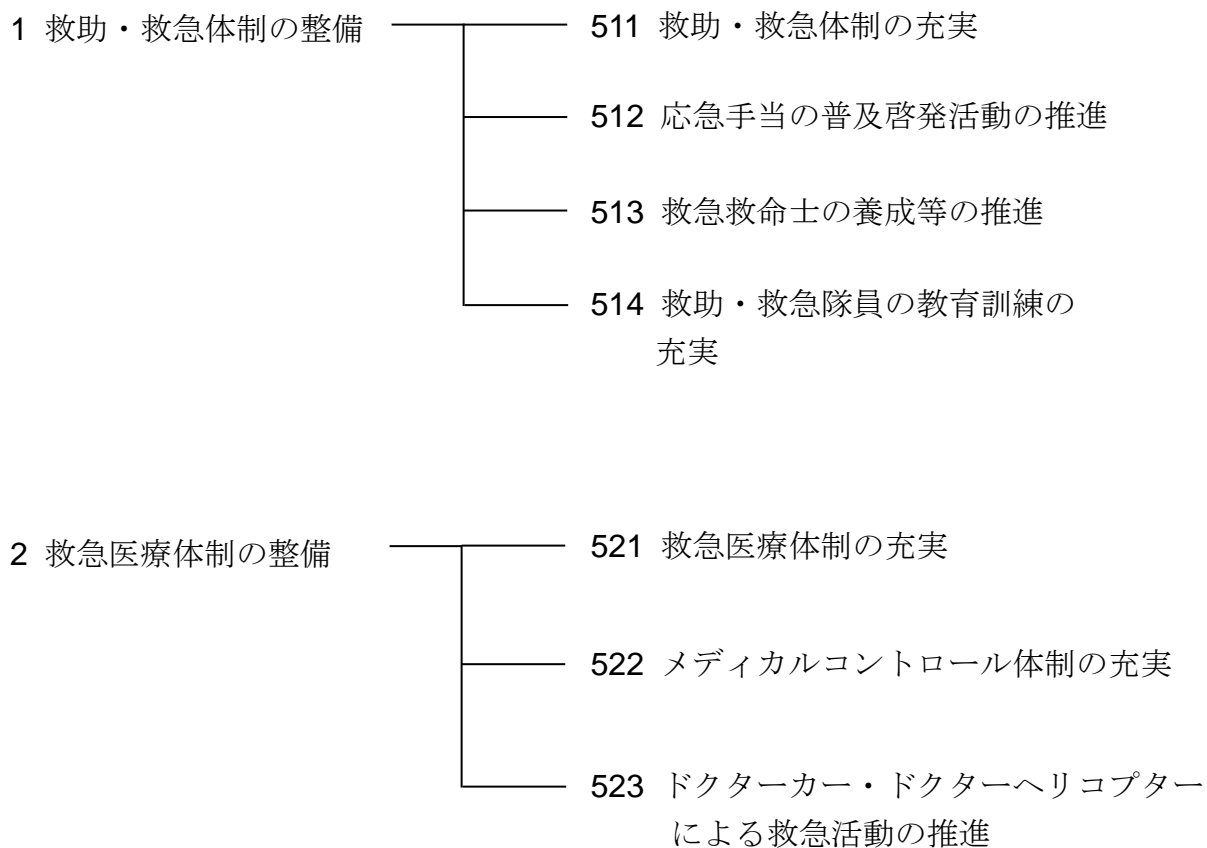 1 救助・救急体制の整備
511 救助・救急体制の充実
512 応急手当の普及啓発活動の推進
513 救急救命士の養成等の推進
514 救助・救急隊員の教育訓練の
充実
2 救急医療体制の整備
521 救急医療体制の充実
522 メディカルコントロール体制の充実
523 ドクターカー・ドクターヘリコプター
による救急活動の推進